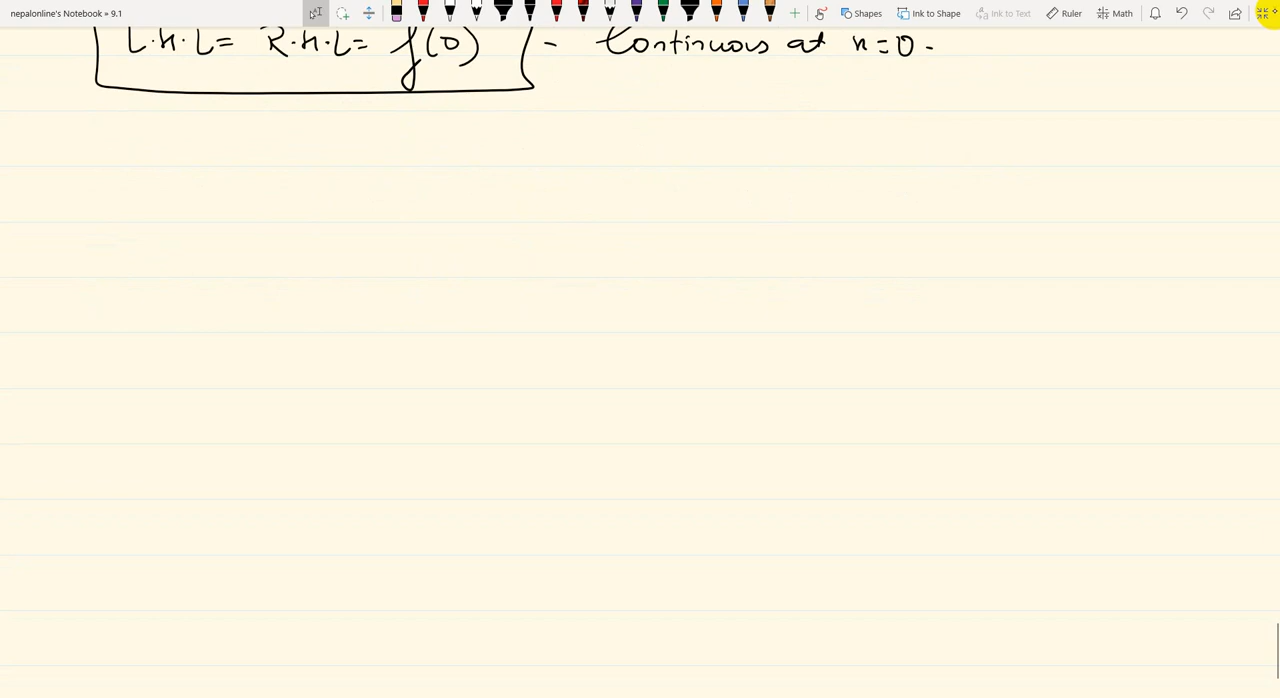 nepalonline's Notebook » 9.1
Shapes
Ink to Shape
Ink to Text
Ruler
Math
L.H.L = R.H.L = f(0) - Continuous at x=0.